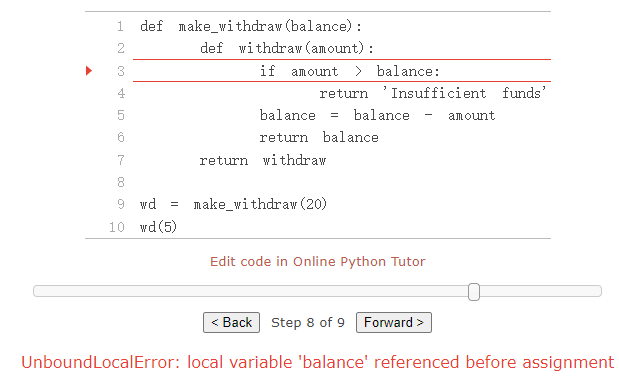 1 def make_withdraw(balance):
2 def withdraw(amount):
3 if amount > balance:
4 return 'Insufficient funds'
5 balance = balance - amount
6 return balance
7 return withdraw
8
9 wd = make_withdraw(20)
10 wd(5)
Edit code in Online Python Tutor
< Back Step 8 of 9 Forward >
UnboundLocalError: local variable 'balance' referenced before assignment